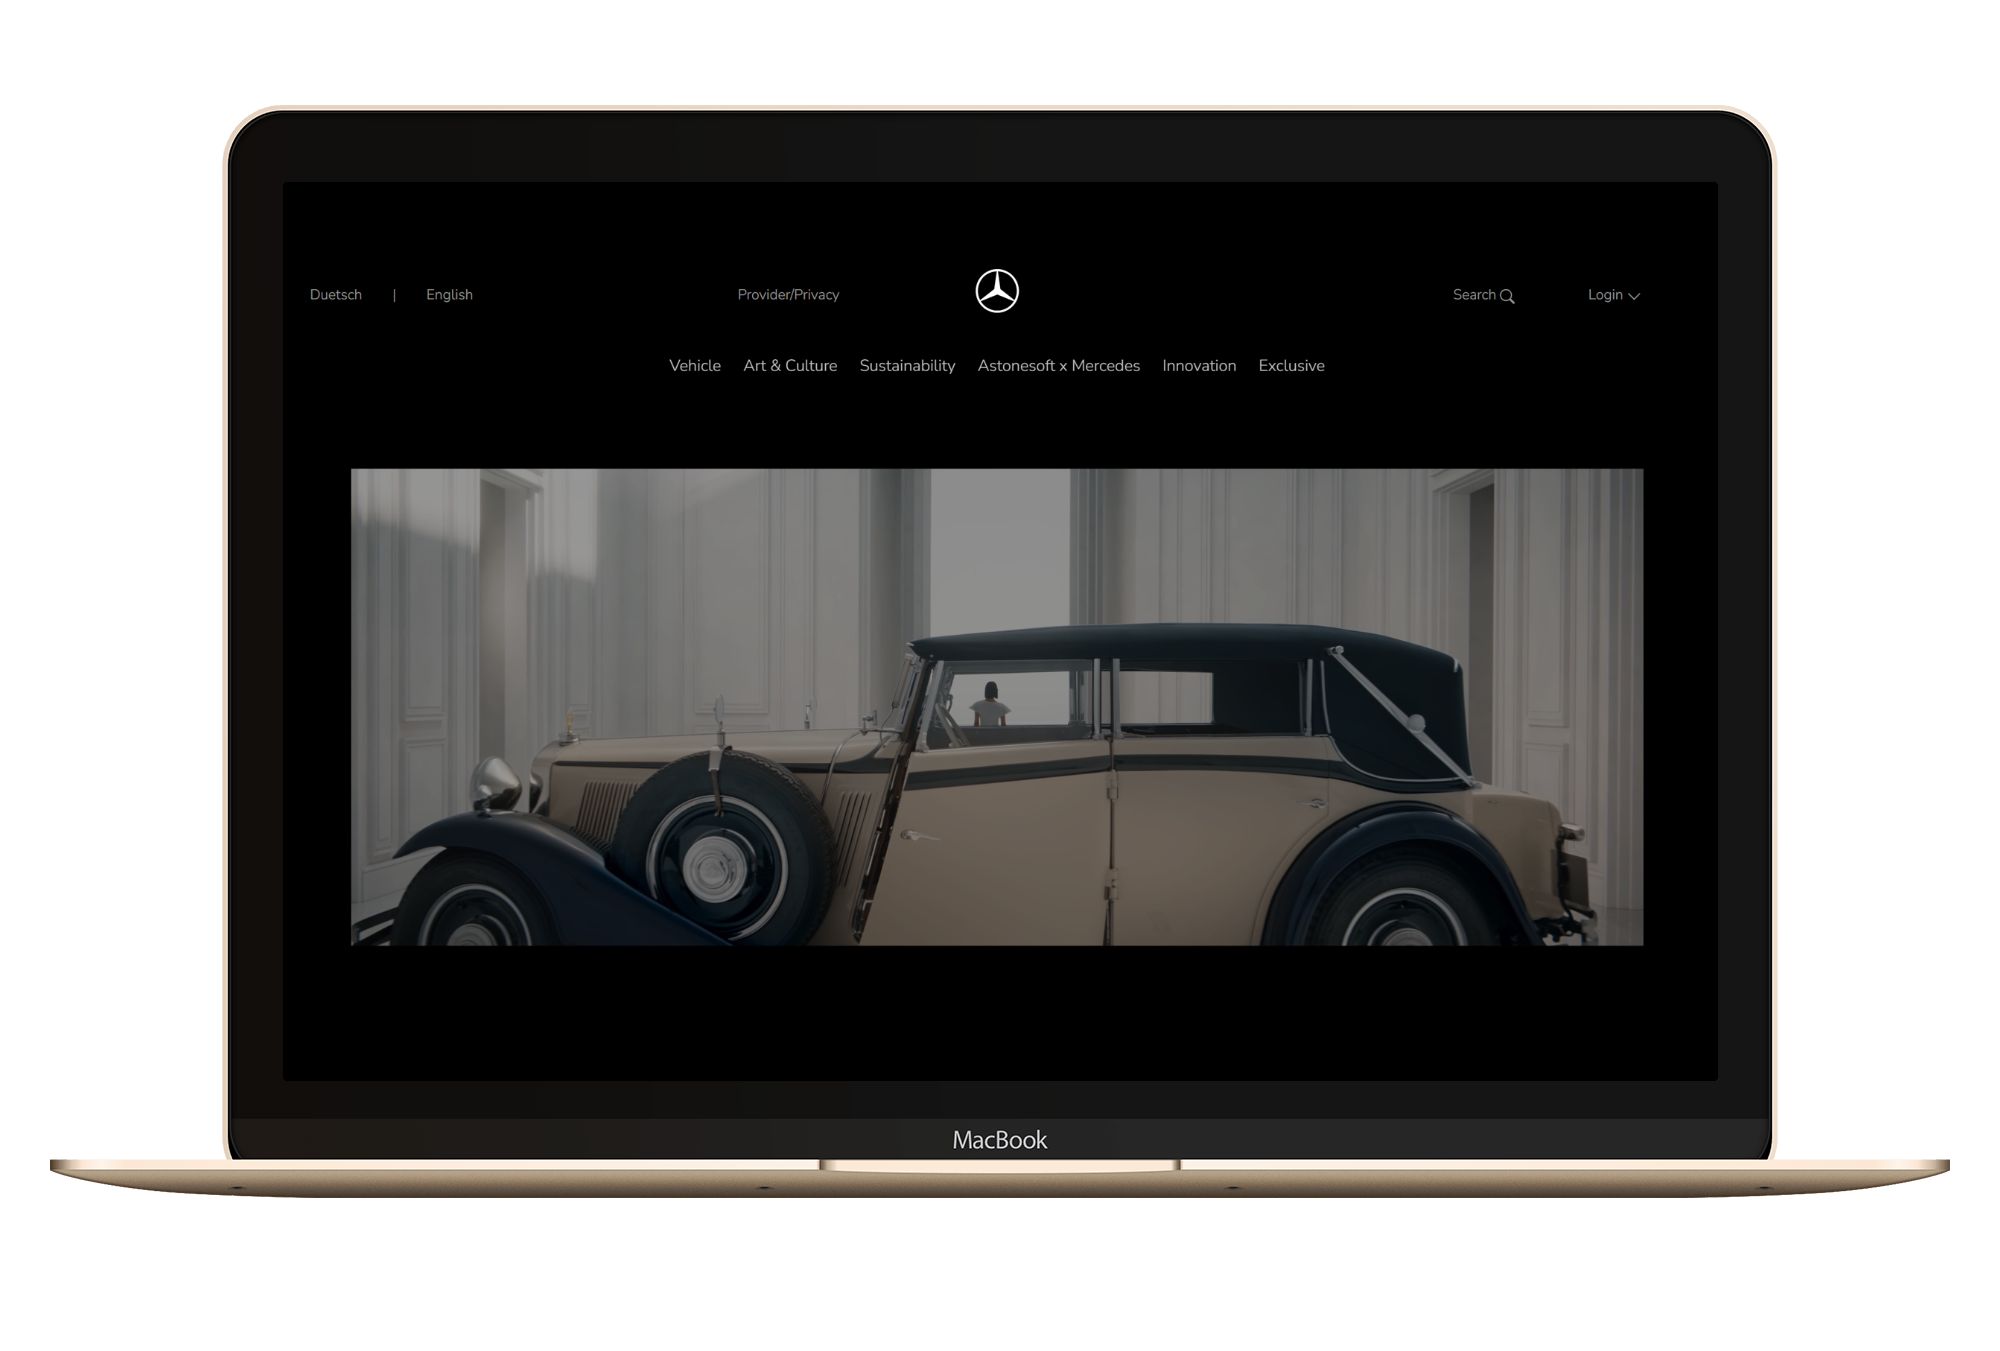 Duetsch | English Provider/Privacy Search Login
Vehicle Art & Culture Sustainability Astonesoft x Mercedes Innovation Exclusive
MacBook